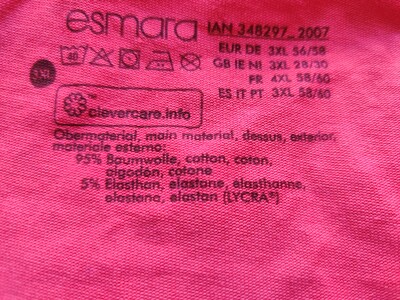 esmara IAN 348297_2007
EUR DE 3XL 56/58
GB IE NI 3XL 28/30
FR 4XL 58/60
ES IT PT 3XL 58/60
40
3XL
clevercare.info
Obermaterial, main material, dessus, exterior,
materiale esterno:
95% Baumwolle, cotton, coton,
algodón, cotone
5% Elasthan, elastane, élasthanne,
elastano, elastan [LYCRA®]